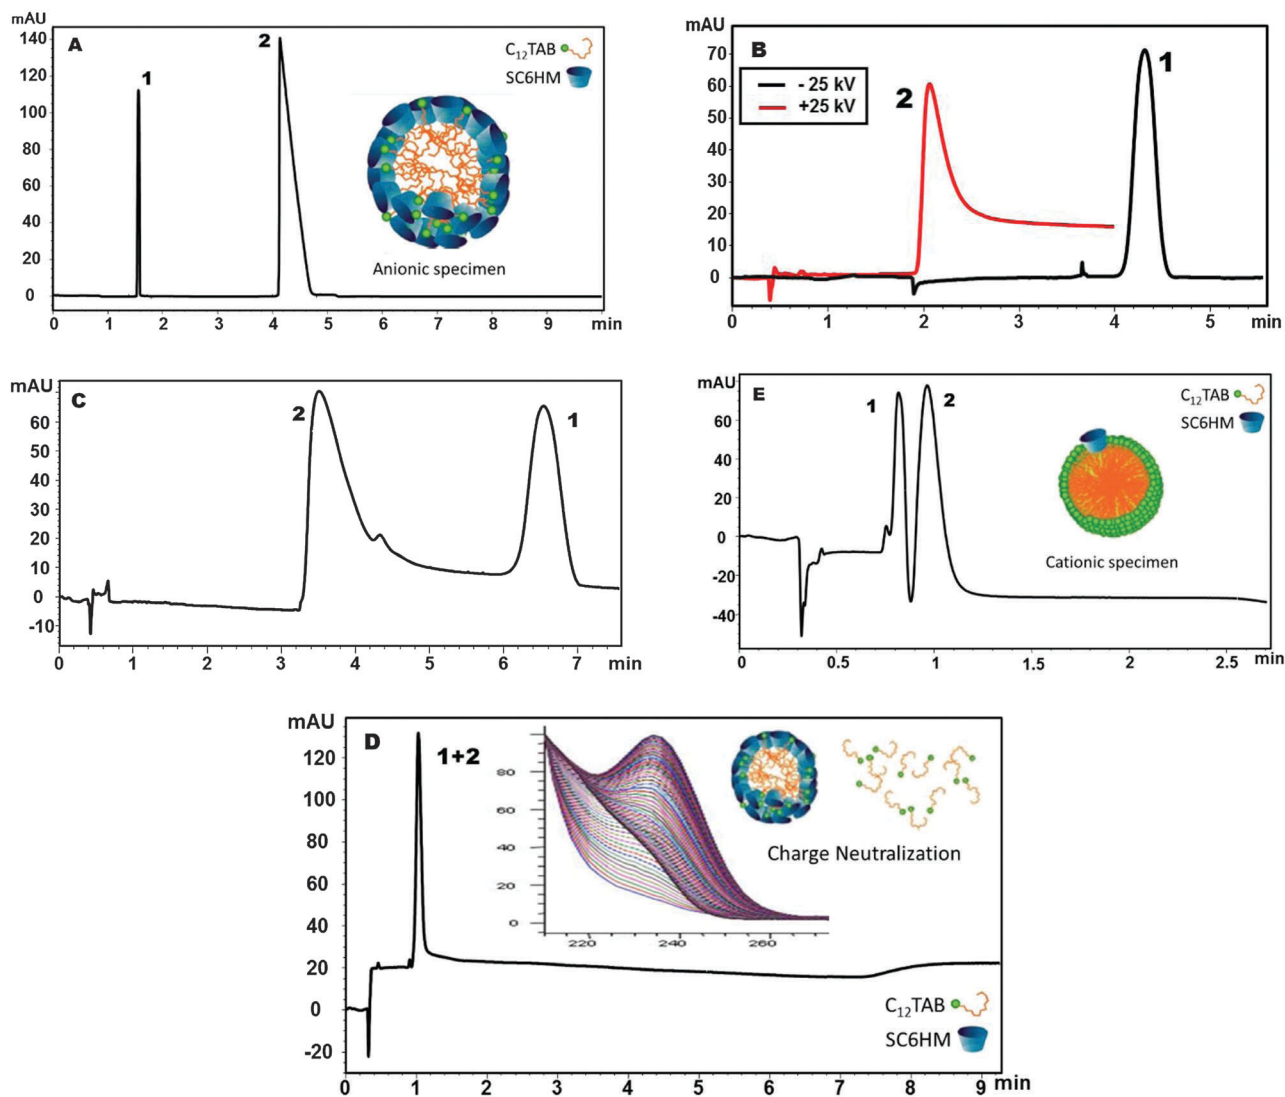 mAU
A
140
120
100
80
60
40
20
0
1
2
C12TAB
SC6HM
Anionic specimen
0 1 2 3 4 5 6 7 8 9 min
mAU
B
70
60
50
40
30
20
10
0
- 25 kV
+25 kV
2
1
0 1 2 3 4 5 min
mAU
C
60
50
40
30
20
10
0
-10
2
1
0 1 2 3 4 5 6 7 min
mAU
E
60
40
20
0
-20
-40
1
2
C12TAB
SC6HM
Cationic specimen
0 0.5 1 1.5 2 2.5 min
mAU
D
120
100
80
60
40
20
0
-20
1+2
80
60
40
20
0
220 240 260
Charge Neutralization
C12TAB
SC6HM
0 1 2 3 4 5 6 7 8 9 min